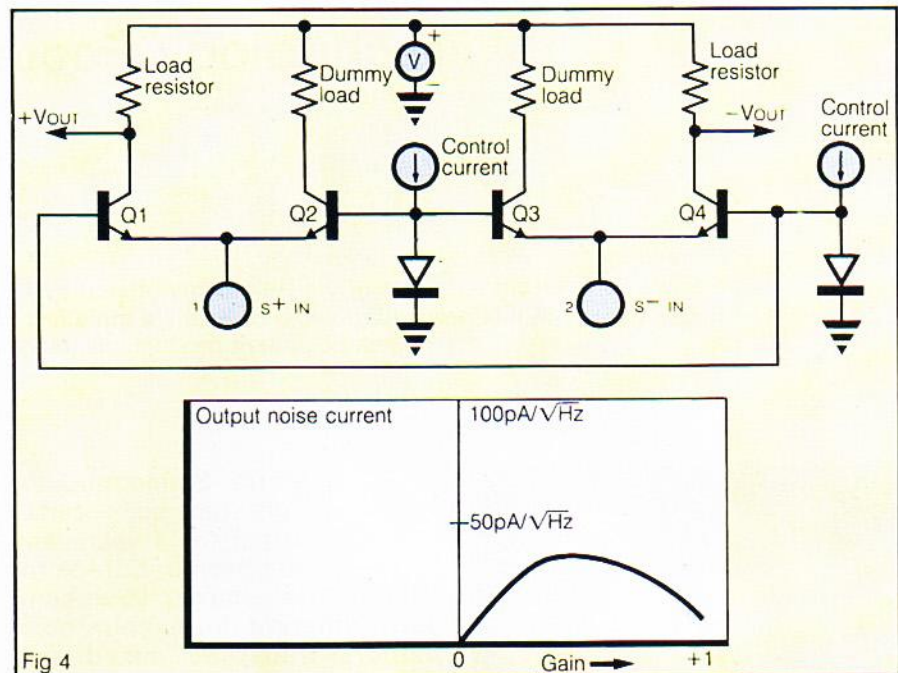 +
V
−
Load
resistor
Dummy
load
Dummy
load
Load
resistor
+VOUT
Control
current
−VOUT
Control
current
Q1
Q2
Q3
Q4
1
S+ IN
2
S− IN
Output noise current
100pA/√Hz
50pA/√Hz
0
Gain
+1
Fig 4